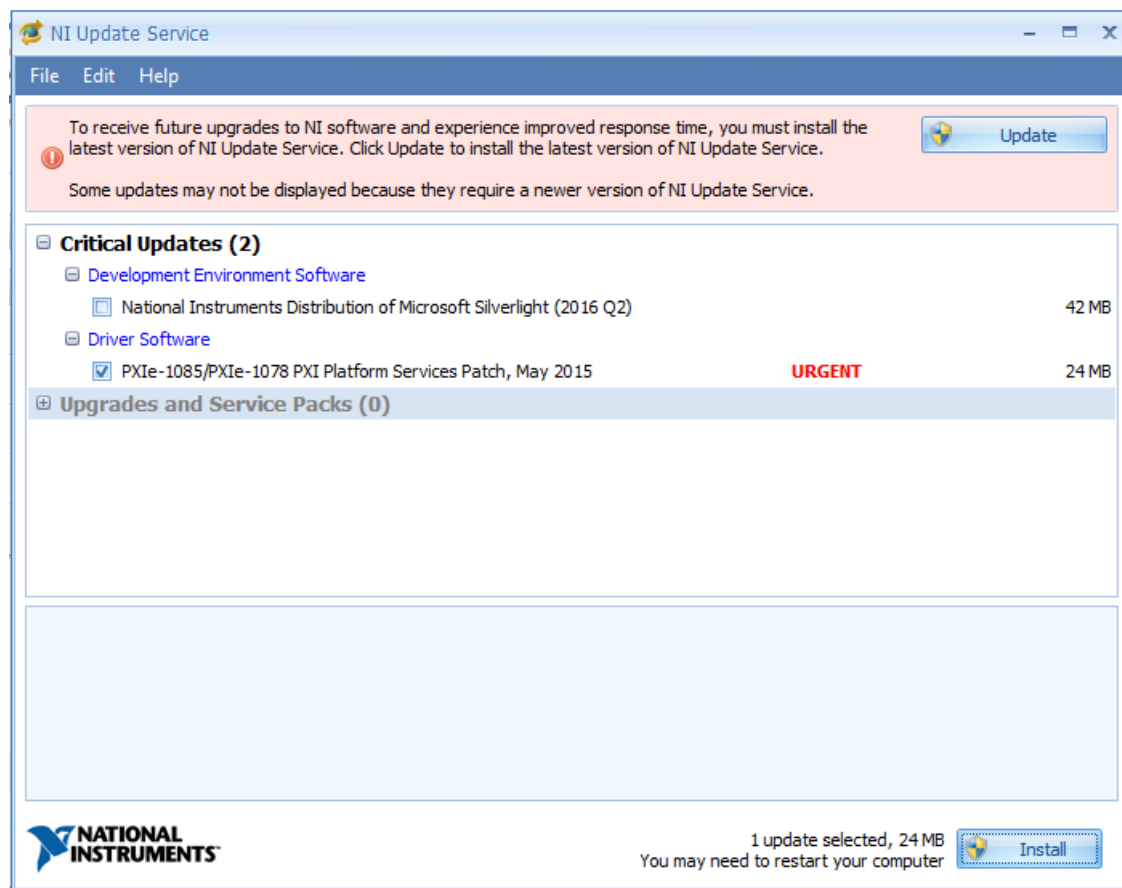 NI Update Service
File Edit Help
To receive future upgrades to NI software and experience improved response time, you must install the
latest version of NI Update Service. Click Update to install the latest version of NI Update Service.
Some updates may not be displayed because they require a newer version of NI Update Service.
Update
Critical Updates (2)
Development Environment Software
National Instruments Distribution of Microsoft Silverlight (2016 Q2) 42 MB
Driver Software
PXIe-1085/PXIe-1078 PXI Platform Services Patch, May 2015 URGENT 24 MB
Upgrades and Service Packs (0)
NATIONAL
INSTRUMENTS
1 update selected, 24 MB
You may need to restart your computer
Install